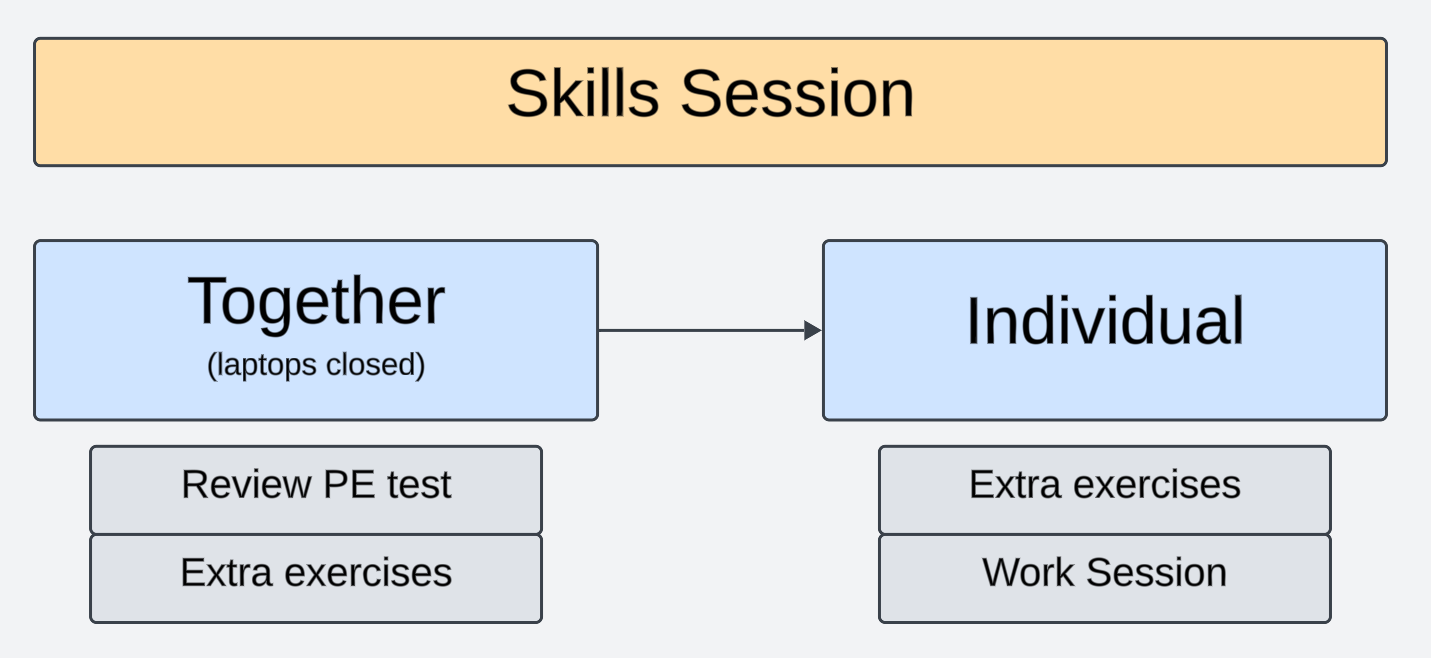 Skills Session
Together
(laptops closed)
Review PE test
Extra exercises
Individual
Extra exercises
Work Session